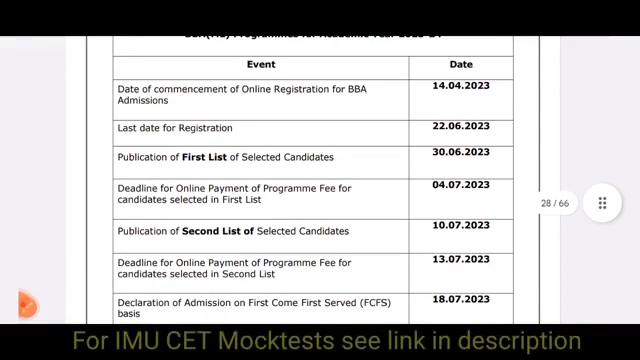 Programmes for Academic Year
Event Date
Date of commencement of Online Registration for BBA Admissions 14.04.2023
Last date for Registration 22.06.2023
Publication of First List of Selected Candidates 30.06.2023
Deadline for Online Payment of Programme Fee for candidates selected in First List 04.07.2023
Publication of Second List of Selected Candidates 10.07.2023
Deadline for Online Payment of Programme Fee for candidates selected in Second List 13.07.2023
Declaration of Admission on First Come First Served (FCFS) basis 18.07.2023
28 / 66
For IMU CET Mocktests see link in description